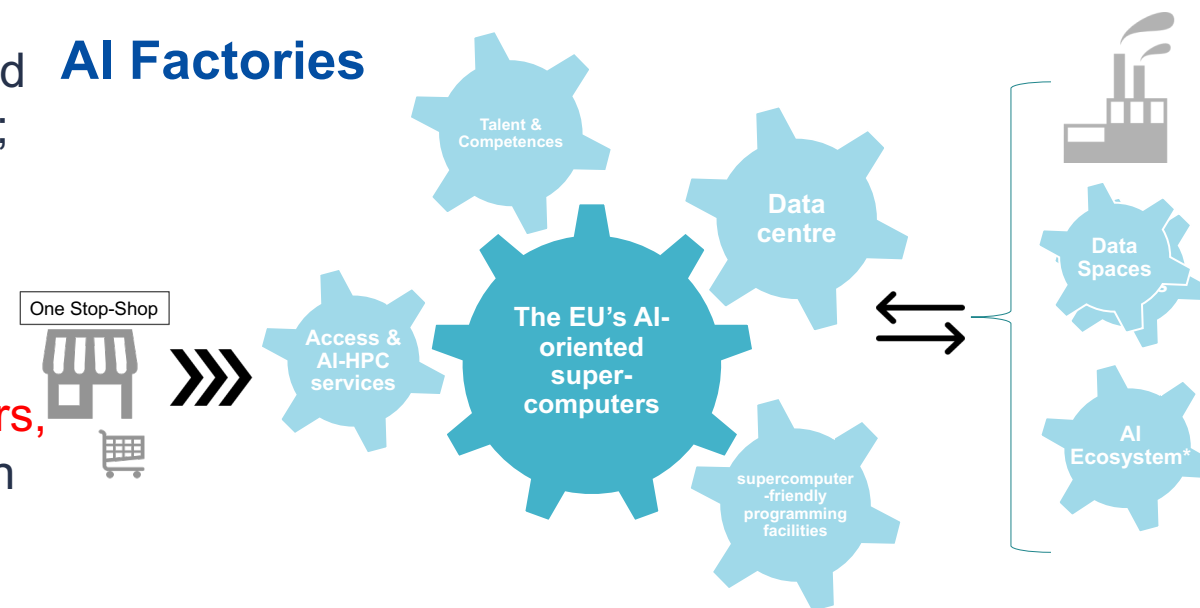 d
;
AI Factories
Talent &
Competences
Data
centre
Data
Spaces
One Stop-Shop
Access &
AI-HPC
services
The EU's AI-
oriented
super-
computers
rs,
n
supercomputer
-friendly
programming
facilities
AI
Ecosystem*